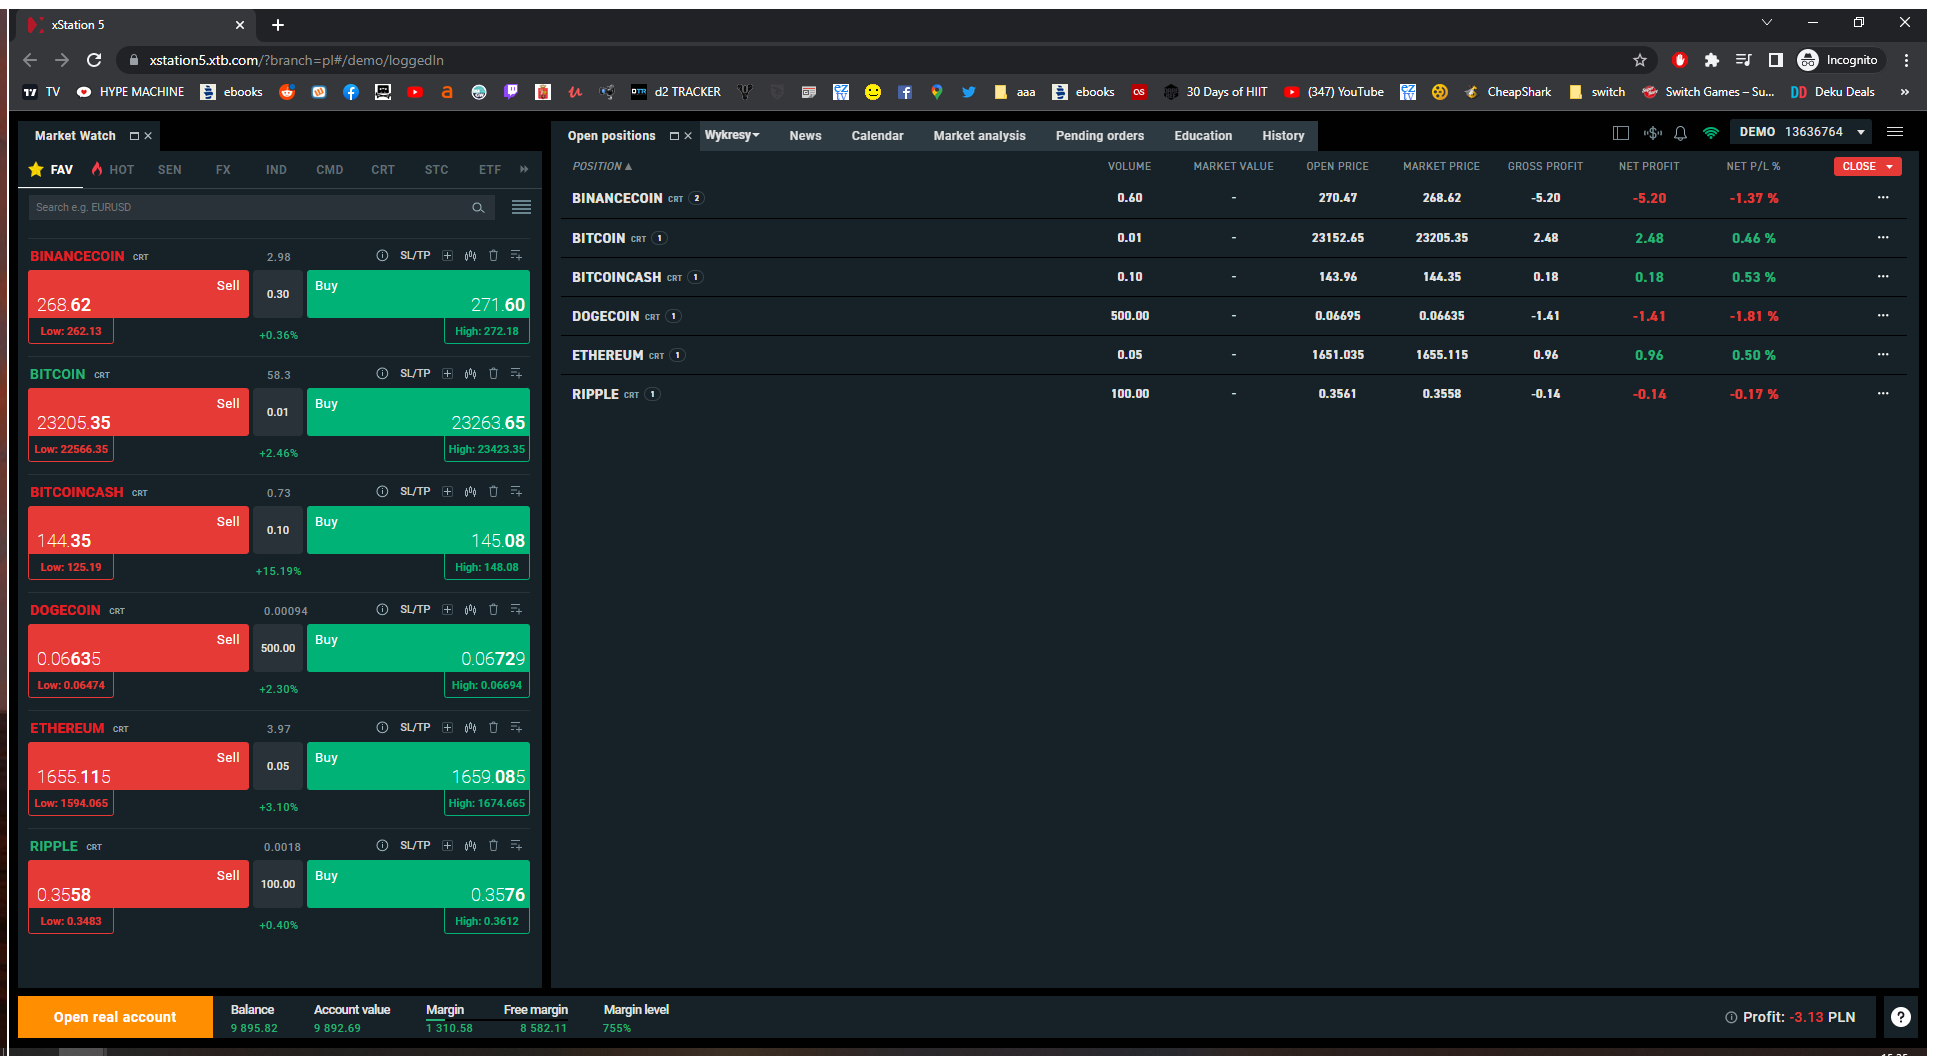 xStation 5
xstation5.xtb.com/?branch=pl#/demo/loggedIn
Incognito
TV HYPE MACHINE ebooks d2 TRACKER aaa ebooks OS 30 Days of HIIT (347) YouTube CheapShark switch Switch Games – Su... DD Deku Deals »
Market Watch
Open positions Wykresy News Calendar Market analysis Pending orders Education History
DEMO 13636764
FAV HOT SEN FX IND CMD CRT STC ETF »
Search e.g. EURUSD
POSITION VOLUME MARKET VALUE OPEN PRICE MARKET PRICE GROSS PROFIT NET PROFIT NET P/L % CLOSE
BINANCECOIN CRT 2 0.60 - 270.47 268.62 -5.20 -5.20 -1.37 % ...
BITCOIN CRT 1 0.01 - 23152.65 23205.35 2.48 2.48 0.46 % ...
BITCOINCASH CRT 1 0.10 - 143.96 144.35 0.18 0.18 0.53 % ...
DOGECOIN CRT 1 500.00 - 0.06695 0.06635 -1.41 -1.41 -1.81 % ...
ETHEREUM CRT 1 0.05 - 1651.035 1655.115 0.96 0.96 0.50 % ...
RIPPLE CRT 1 100.00 - 0.3561 0.3558 -0.14 -0.14 -0.17 % ...
BINANCECOIN CRT 2.98 SL/TP
Sell 0.30 Buy
268.62 271.60
Low: 262.13 +0.36% High: 272.18
BITCOIN CRT 58.3 SL/TP
Sell 0.01 Buy
23205.35 23263.65
Low: 22566.35 +2.46% High: 23423.35
BITCOINCASH CRT 0.73 SL/TP
Sell 0.10 Buy
144.35 145.08
Low: 125.19 +15.19% High: 148.08
DOGECOIN CRT 0.00094 SL/TP
Sell 500.00 Buy
0.06635 0.06729
Low: 0.06474 +2.30% High: 0.06694
ETHEREUM CRT 3.97 SL/TP
Sell 0.05 Buy
1655.115 1659.085
Low: 1594.065 +3.10% High: 1674.665
RIPPLE CRT 0.0018 SL/TP
Sell 100.00 Buy
0.3558 0.3576
Low: 0.3483 +0.40% High: 0.3612
Open real account
Balance Account value Margin Free margin Margin level
9 895.82 9 892.69 1 310.58 8 582.11 755%
Profit: -3.13 PLN
?